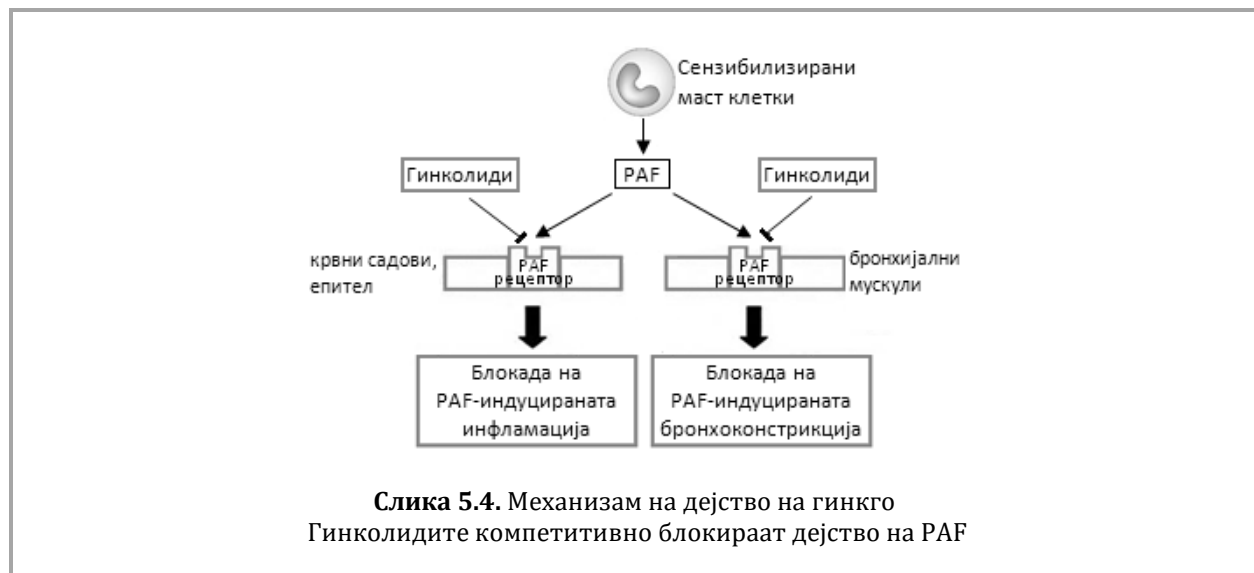 Сензибилизирани
маст клетки
Гинколиди
PAF
Гинколиди
крвни садови,
епител
PAF
рецептор
PAF
рецептор
бронхијални
мускули
Блокада на
PAF-индуцираната
инфламација
Блокада на
PAF-индуцираната
бронхоконстрикција
Слика 5.4. Механизам на дејство на гинкго
Гинколидите компетитивно блокираат дејство на PAF